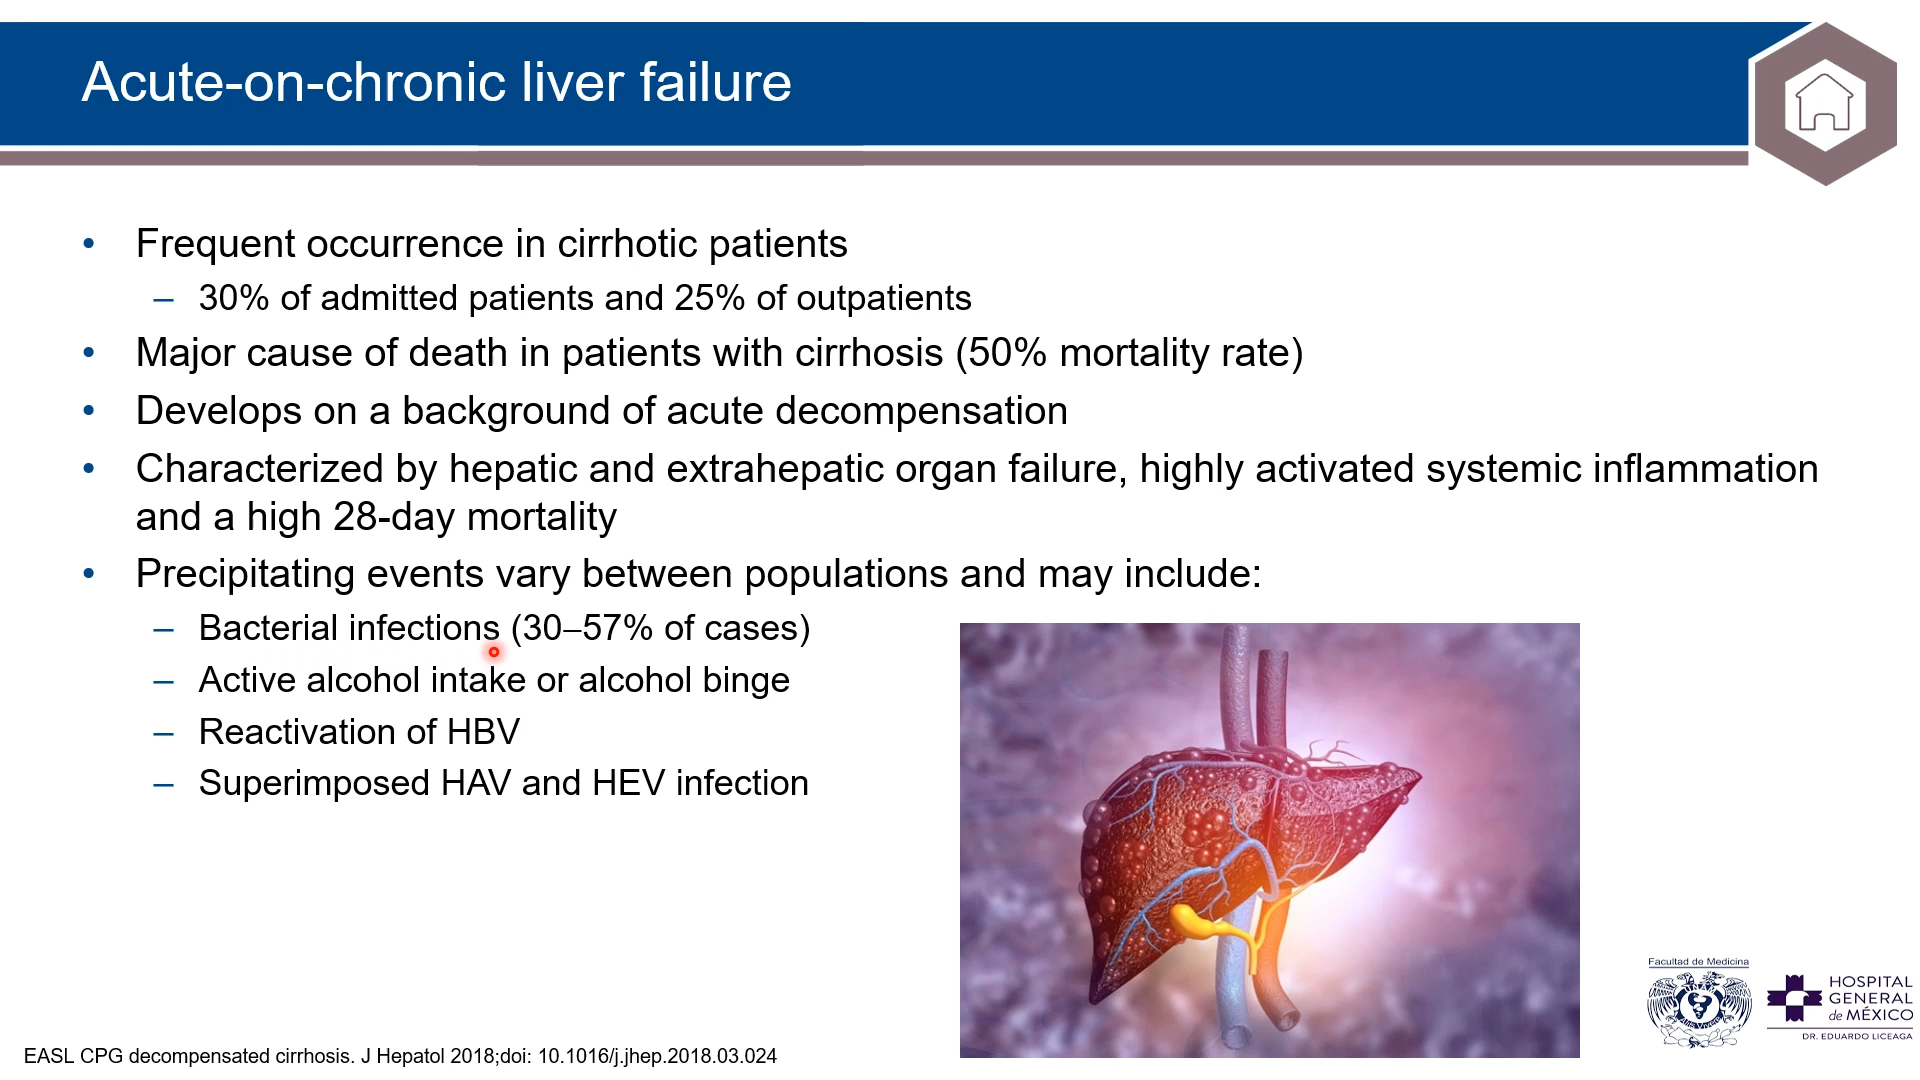 Acute-on-chronic liver failure
• Frequent occurrence in cirrhotic patients
– 30% of admitted patients and 25% of outpatients
• Major cause of death in patients with cirrhosis (50% mortality rate)
• Develops on a background of acute decompensation
• Characterized by hepatic and extrahepatic organ failure, highly activated systemic inflammation
and a high 28-day mortality
• Precipitating events vary between populations and may include:
– Bacterial infections (30–57% of cases)
– Active alcohol intake or alcohol binge
– Reactivation of HBV
– Superimposed HAV and HEV infection
Facultad de Medicina
HOSPITAL
GENERAL
de MÉXICO
DR. EDUARDO LICEAGA
EASL CPG decompensated cirrhosis. J Hepatol 2018;doi: 10.1016/j.jhep.2018.03.024